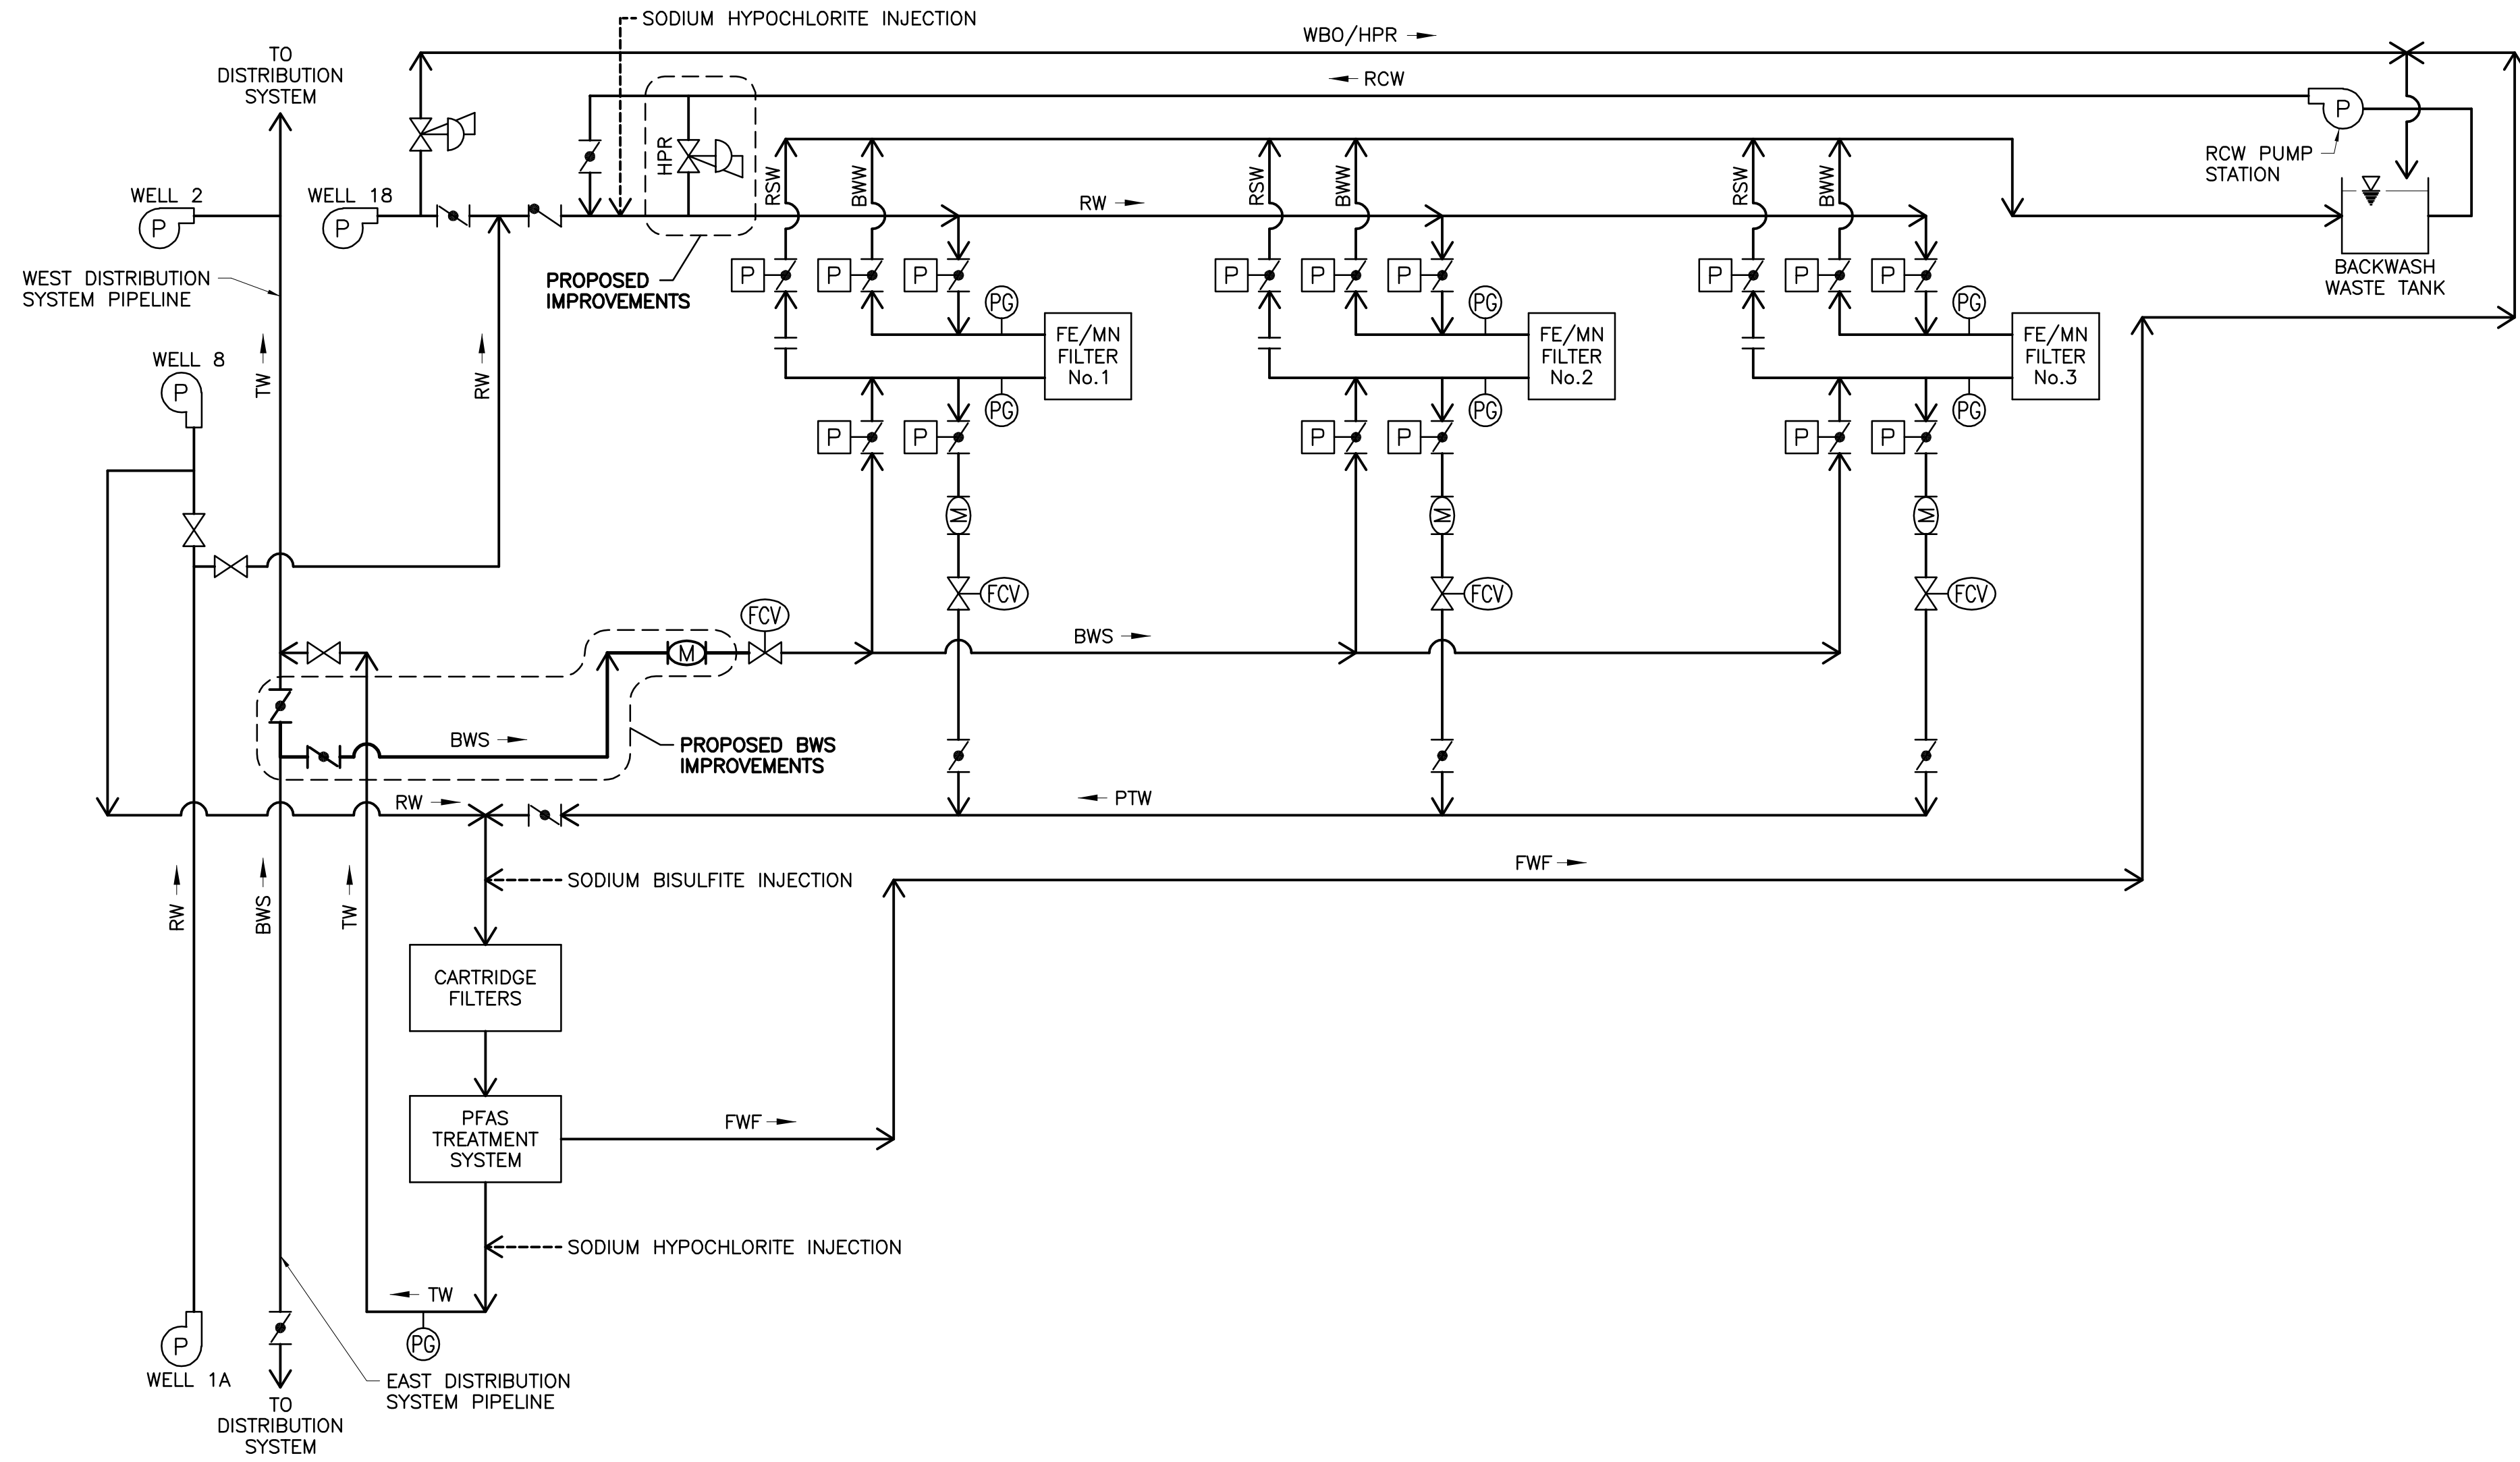 SODIUM HYPOCHLORITE INJECTION
WBO/HPR
TO
DISTRIBUTION
SYSTEM
RCW
P
RCW PUMP
STATION
HPR
RSW
BWW
RSW
BWW
RSW
BWW
WELL 2
P
WELL 18
P
RW
WEST DISTRIBUTION
SYSTEM PIPELINE
PROPOSED
IMPROVEMENTS
P
P
P
P
P
P
P
P
P
BACKWASH
WASTE TANK
PG
PG
PG
FE/MN
FILTER
No.1
FE/MN
FILTER
No.2
FE/MN
FILTER
No.3
WELL 8
P
TW
RW
PG
PG
PG
P
P
P
P
P
P
M
M
M
FCV
FCV
FCV
FCV
BWS
M
BWS
PROPOSED BWS
IMPROVEMENTS
RW
PTW
FWF
SODIUM BISULFITE INJECTION
RW
BWS
TW
CARTRIDGE
FILTERS
PFAS
TREATMENT
SYSTEM
FWF
SODIUM HYPOCHLORITE INJECTION
TW
PG
P
WELL 1A
EAST DISTRIBUTION
SYSTEM PIPELINE
TO
DISTRIBUTION
SYSTEM